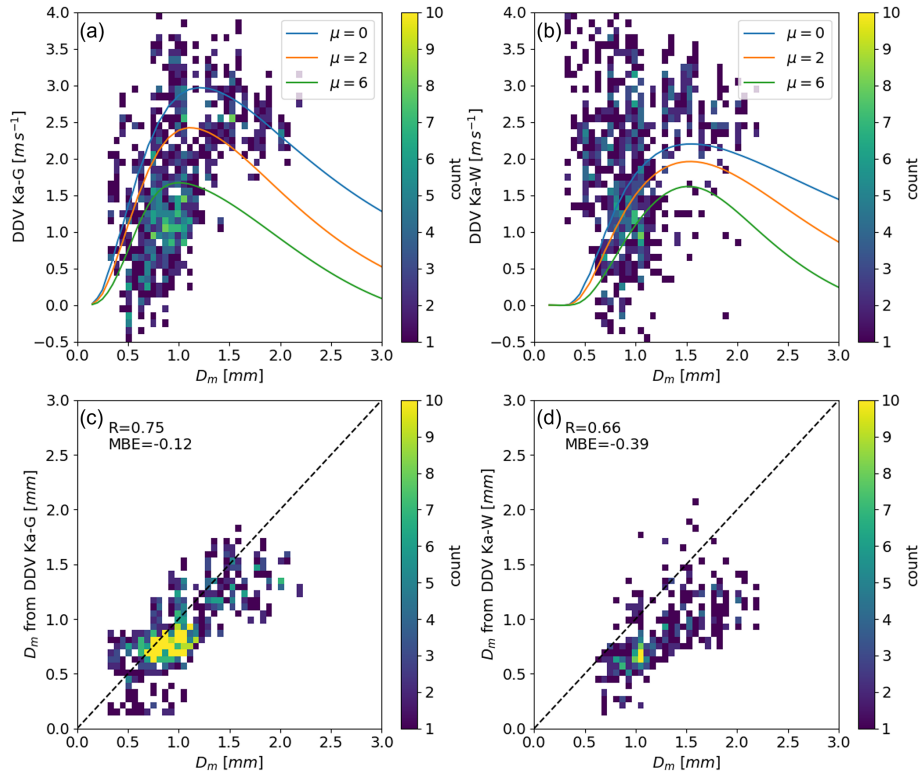 (a)
μ = 0
μ = 2
μ = 6
4.0
3.5
3.0
2.5
2.0
1.5
1.0
0.5
0.0
−0.5
DDV Ka-G [m s⁻¹]
0.0 0.5 1.0 1.5 2.0 2.5 3.0
Dₘ [mm]
10
9
8
7
6
5
4
3
2
1
count
(b)
μ = 0
μ = 2
μ = 6
4.0
3.5
3.0
2.5
2.0
1.5
1.0
0.5
0.0
−0.5
DDV Ka-W [m s⁻¹]
0.0 0.5 1.0 1.5 2.0 2.5 3.0
Dₘ [mm]
10
9
8
7
6
5
4
3
2
1
count
(c)
R=0.75
MBE=-0.12
3.0
2.5
2.0
1.5
1.0
0.5
0.0
Dₘ from DDV Ka-G [mm]
0.0 0.5 1.0 1.5 2.0 2.5 3.0
Dₘ [mm]
10
9
8
7
6
5
4
3
2
1
count
(d)
R=0.66
MBE=-0.39
3.0
2.5
2.0
1.5
1.0
0.5
0.0
Dₘ from DDV Ka-W [mm]
0.0 0.5 1.0 1.5 2.0 2.5 3.0
Dₘ [mm]
10
9
8
7
6
5
4
3
2
1
count